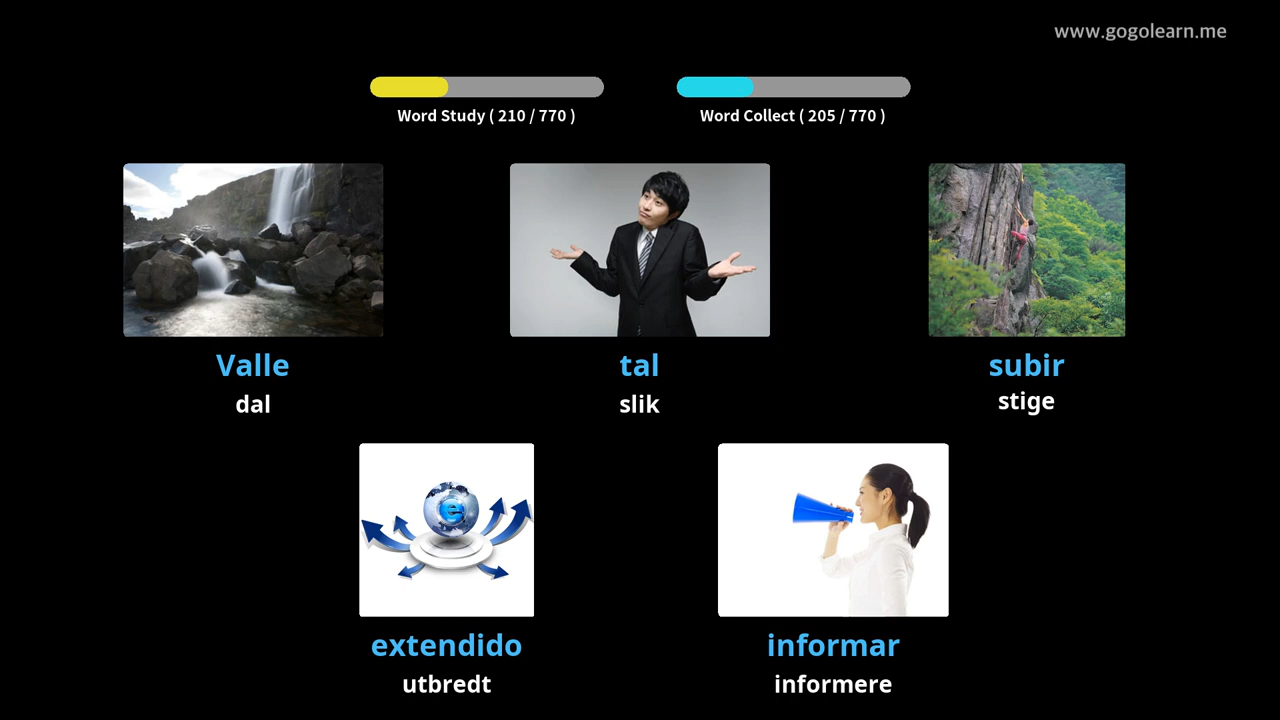 www.gogolearn.me
Word Study ( 210 / 770 )
Word Collect ( 205 / 770 )
Valle
dal
tal
slik
subir
stige
e
extendido
utbredt
informar
informere